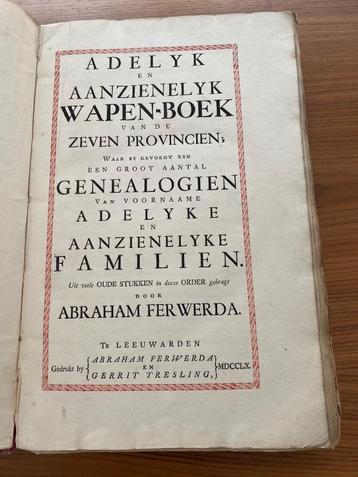 ADELYK
EN
AANZIENELYK
WAPEN-BOEK
VAN DE
ZEVEN PROVINCIEN;
WAAR BY GEVOEGT ZYN
EEN GROOT AANTAL
GENEALOGIEN
VAN VOORNAAME
ADELYKE
EN
AANZIENELYKE
FAMILIEN.
Uit veele OUDE STUKKEN in deeze ORDER gebragt
DOOR
ABRAHAM FERWERDA.
TE LEEUWARDEN
Gedrukt by { ABRAHAM FERWERDA
EN
GERRIT TRESLING, } MDCCLX.